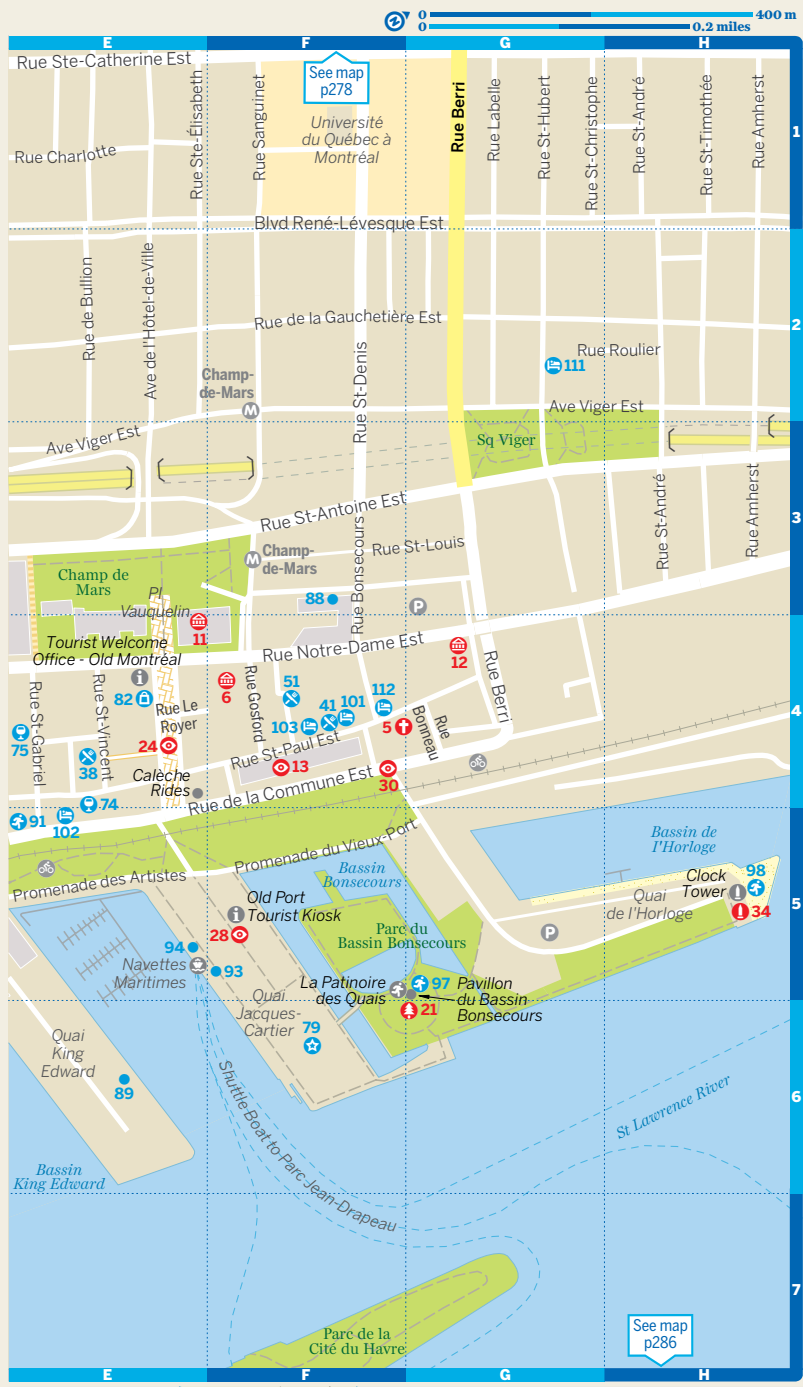 0
400 m
0
0.2 miles
E
F
G
H
Rue Ste-Catherine Est
See map
p278
Université
du Québec à
Montréal
Rue Charlotte
Rue Ste-Élisabeth
Rue Sanguinet
Rue Berri
Rue Labelle
Rue St-Hubert
Rue St-Christophe
Rue St-André
Rue St-Timothée
Rue Amherst
1
Blvd René-Lévesque Est
Rue de Bullion
Ave de l'Hôtel-de-Ville
Rue de la Gauchetière Est
2
Rue St-Denis
Rue Roulier
111
Champ-
de-Mars
M
Ave Viger Est
Ave Viger Est
Sq Viger
3
Rue St-Antoine Est
Rue St-André
Rue Amherst
Rue Bonsecours
Rue St-Louis
M
Champ-
de-Mars
Champ de
Mars
Pl
Vauquelin
88
P
11
Tourist Welcome
Office - Old Montréal
i
Rue Notre-Dame Est
12
6
51
Rue Gosford
Rue Berri
82
Rue Le
Royer
41
101
112
103
5
Rue
Bonneau
4
Rue St-Gabriel
Rue St-Vincent
75
24
38
Rue St-Paul Est
13
30
Calèche
Rides
Rue de la Commune Est
74
91
102
Promenade du Vieux-Port
Promenade des Artistes
Bassin
Bonsecours
Bassin de
l'Horloge
Clock
Tower
98
34
Quai
de l'Horloge
P
5
i
Old Port
Tourist Kiosk
28
Parc du
Bassin Bonsecours
94
Navettes
Maritimes
93
La Patinoire
des Quais
97
Pavillon
du Bassin
Bonsecours
21
Quai
Jacques-
Cartier
79
Quai
King
Edward
89
6
Shuttle Boat to Parc Jean-Drapeau
St Lawrence River
Bassin
King Edward
7
Parc de la
Cité du Havre
See map
p286
E
F
G
H